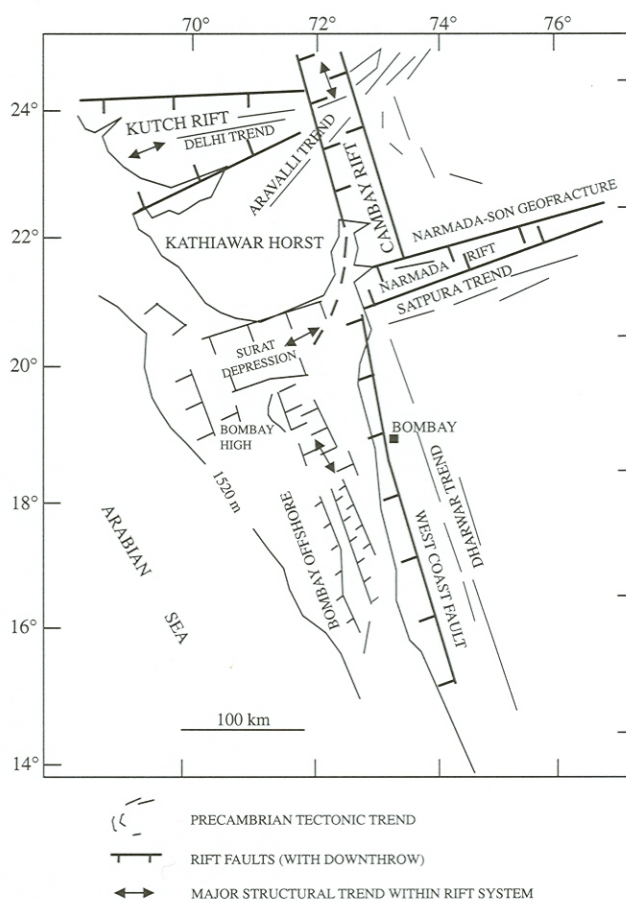 70° 72° 74° 76°
24°
22°
20°
18°
16°
14°
KUTCH RIFT
DELHI TREND
ARAVALLI TREND
CAMBAY RIFT
KATHIAWAR HORST
NARMADA-SON GEOFRACTURE
NARMADA RIFT
SATPURA TREND
SURAT
DEPRESSION
BOMBAY
HIGH
BOMBAY
1520 m
ARABIAN
SEA
BOMBAY OFFSHORE
WEST COAST FAULT
DHARWAR TREND
100 km
PRECAMBRIAN TECTONIC TREND
RIFT FAULTS (WITH DOWNTHROW)
MAJOR STRUCTURAL TREND WITHIN RIFT SYSTEM